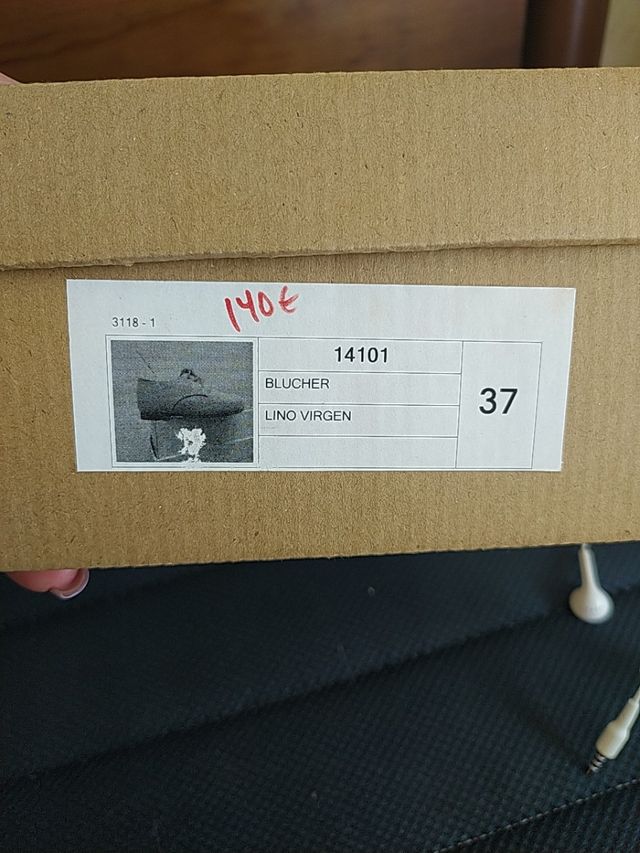 140€
3118 - 1
14101
BLUCHER
LINO VIRGEN
37